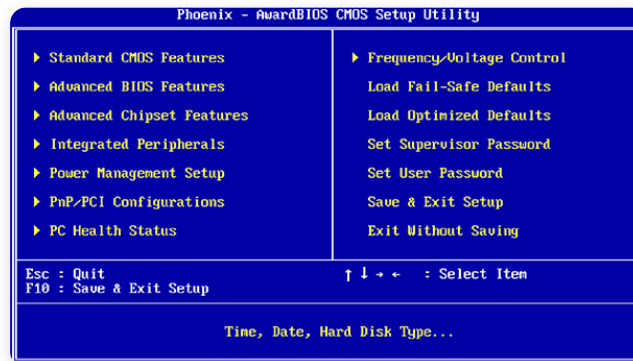 Phoenix - AwardBIOS CMOS Setup Utility
Standard CMOS Features
Advanced BIOS Features
Advanced Chipset Features
Integrated Peripherals
Power Management Setup
PnP/PCI Configurations
PC Health Status
Frequency/Voltage Control
Load Fail-Safe Defaults
Load Optimized Defaults
Set Supervisor Password
Set User Password
Save & Exit Setup
Exit Without Saving
Esc : Quit
F10 : Save & Exit Setup
↑ ↓ → ← : Select Item
Time, Date, Hard Disk Type...